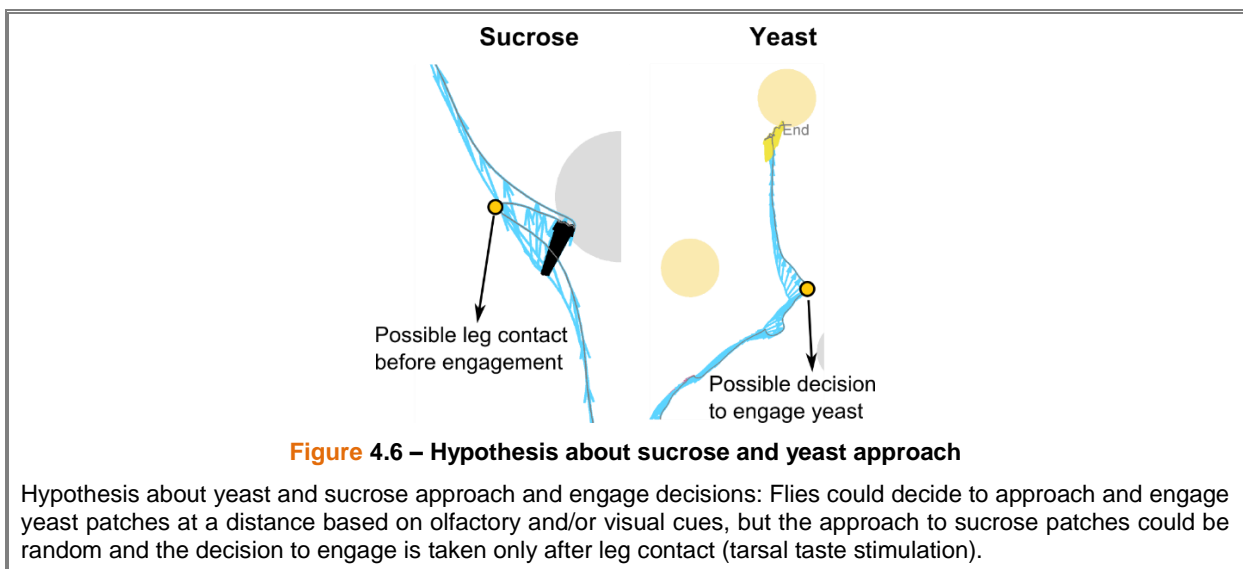 Sucrose Yeast
End
Possible leg contact
before engagement
Possible decision
to engage yeast
Figure 4.6 – Hypothesis about sucrose and yeast approach
Hypothesis about yeast and sucrose approach and engage decisions: Flies could decide to approach and engage
yeast patches at a distance based on olfactory and/or visual cues, but the approach to sucrose patches could be
random and the decision to engage is taken only after leg contact (tarsal taste stimulation).